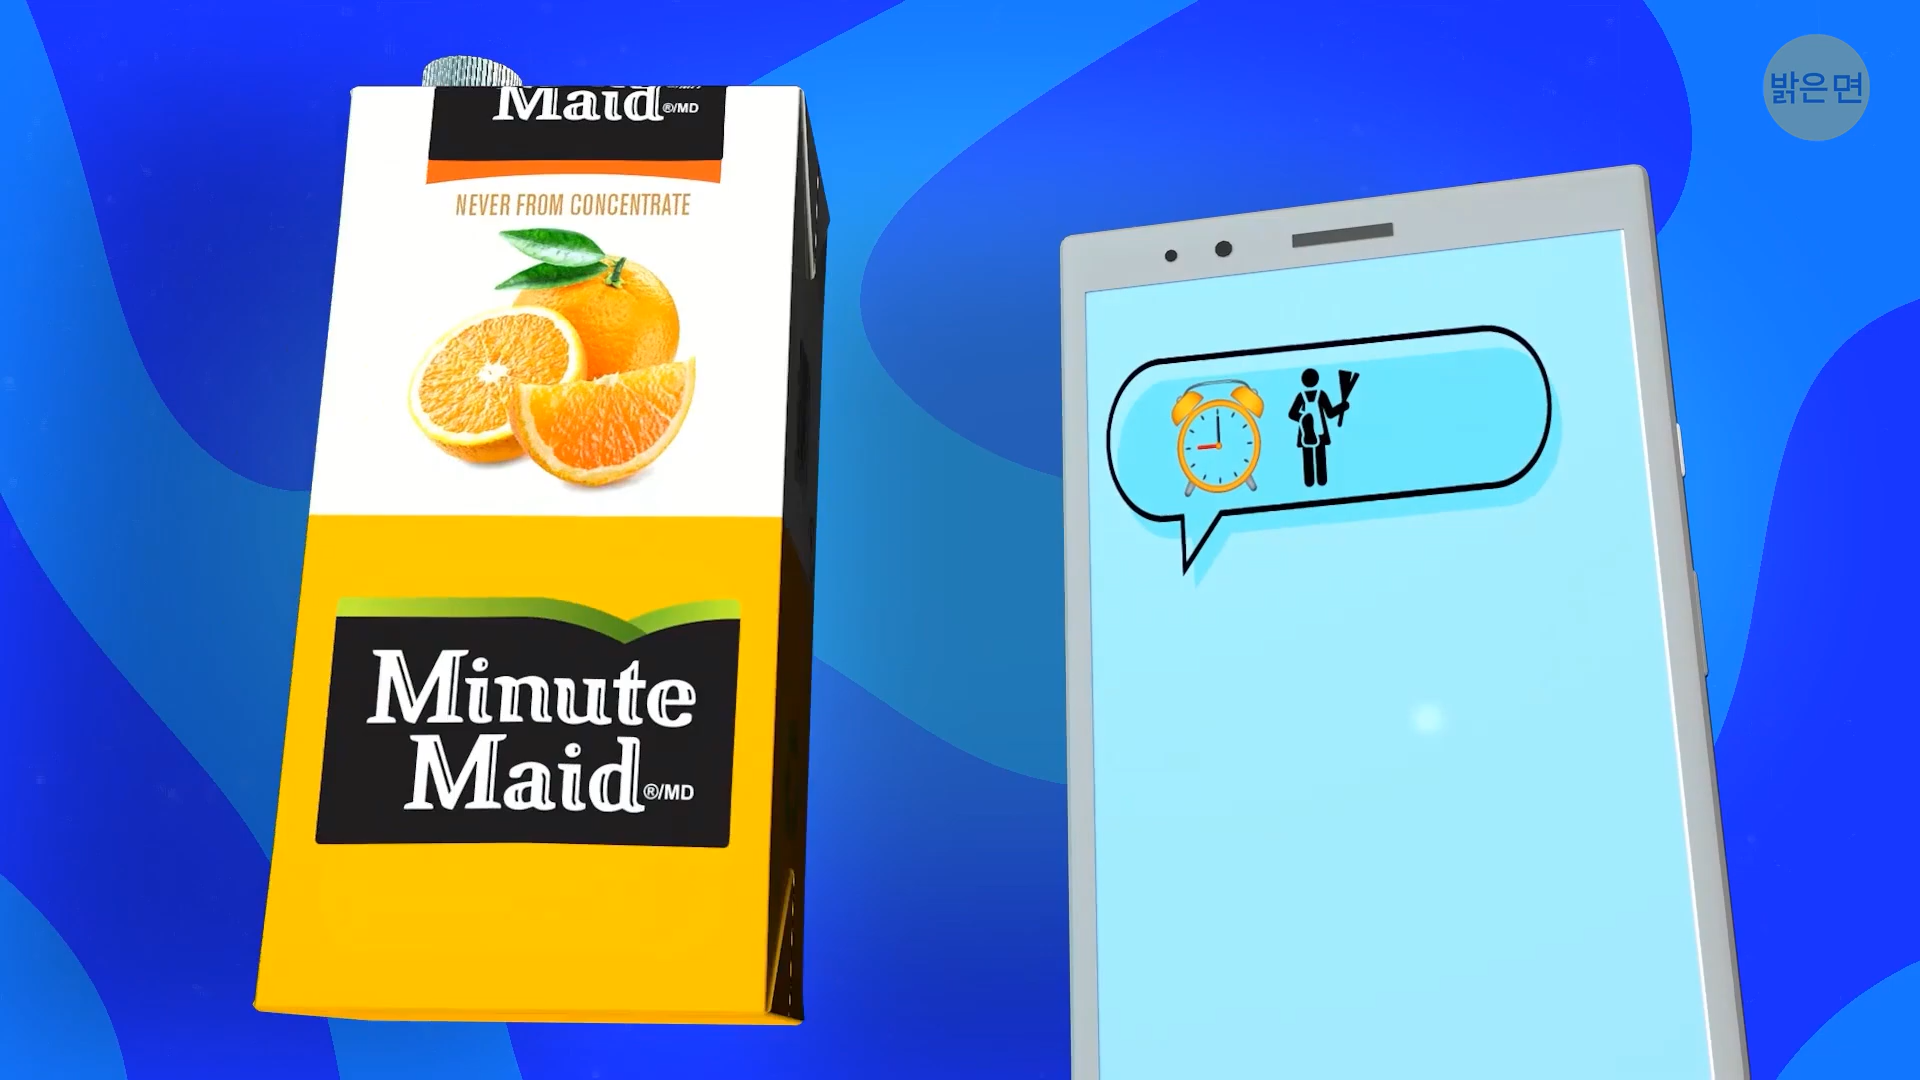 Maid®/MD
NEVER FROM CONCENTRATE
Minute
Maid®/MD
밝은면